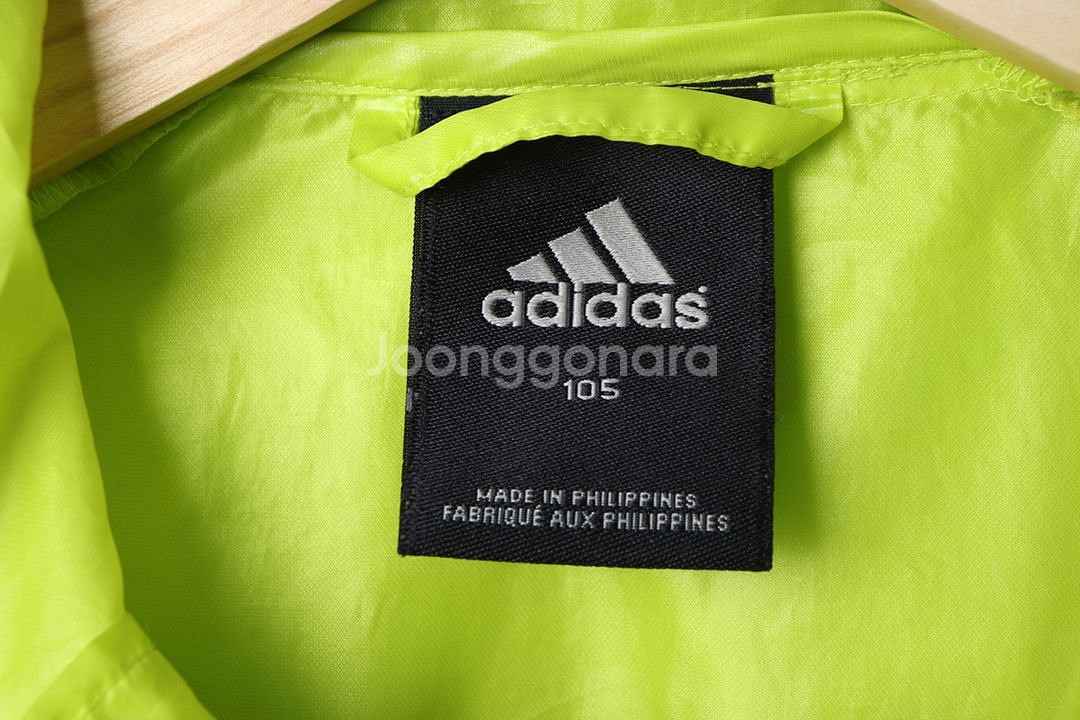 adidas
Joonggonara
105
MADE IN PHILIPPINES
FABRIQUÉ AUX PHILIPPINES